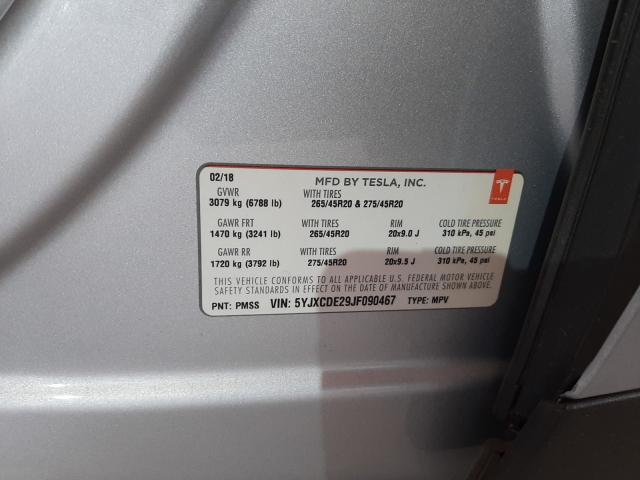 02/18 MFD BY TESLA, INC.
GVWR WITH TIRES
3079 kg (6788 lb) 265/45R20 & 275/45R20
GAWR FRT WITH TIRES RIM COLD TIRE PRESSURE
1470 kg (3241 lb) 265/45R20 20x9.0 J 310 kPa, 45 psi
GAWR RR WITH TIRES RIM COLD TIRE PRESSURE
1720 kg (3792 lb) 275/45R20 20x9.5 J 310 kPa, 45 psi
THIS VEHICLE CONFORMS TO ALL APPLICABLE U.S. FEDERAL MOTOR VEHICLE
SAFETY STANDARDS IN EFFECT ON THE DATE OF MANUFACTURE SHOWN ABOVE.
PNT: PMSS VIN: 5YJXCDE29JF090467 TYPE: MPV
TESLA